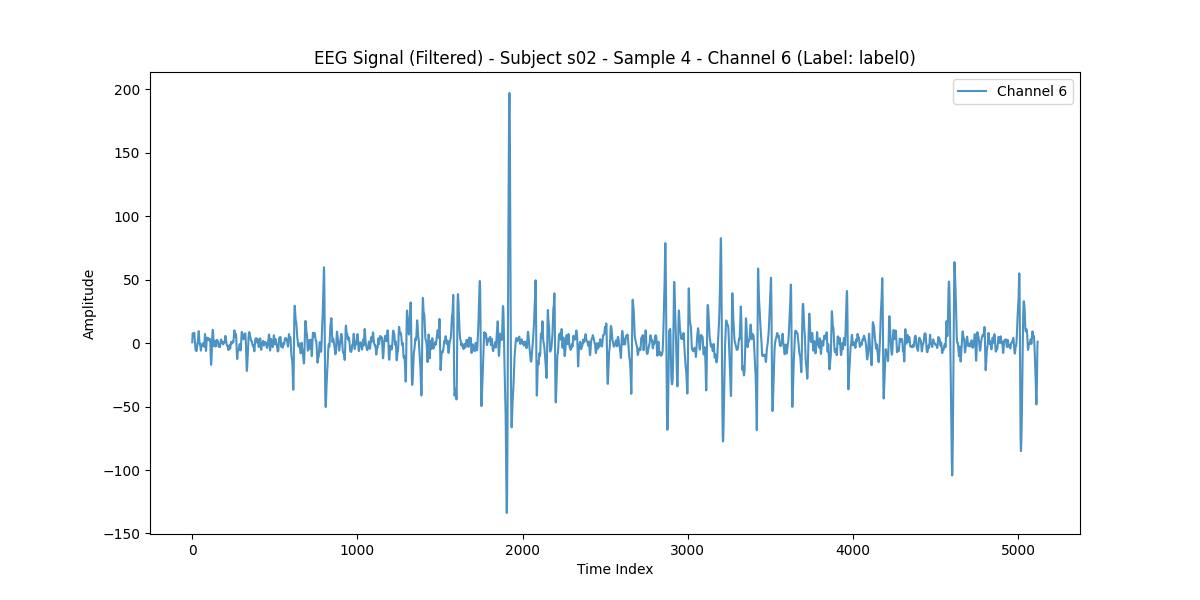 EEG Signal (Filtered) - Subject s02 - Sample 4 - Channel 6 (Label: label0)
Channel 6
200
150
100
50
0
−50
−100
−150
Amplitude
0 1000 2000 3000 4000 5000
Time Index